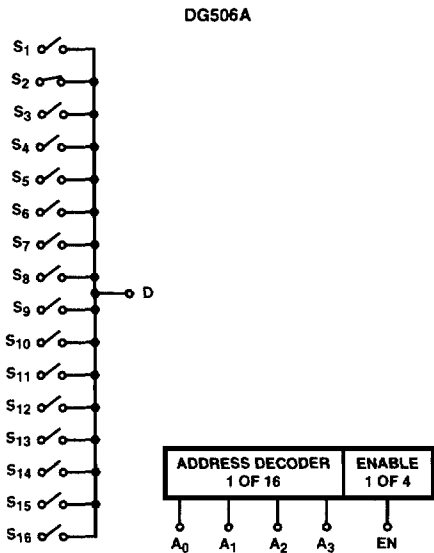 DG506A
S1
S2
S3
S4
S5
S6
S7
S8
D
S9
S10
S11
S12
S13
S14
S15
S16
ADDRESS DECODER
1 OF 16
ENABLE
1 OF 4
A0
A1
A2
A3
EN